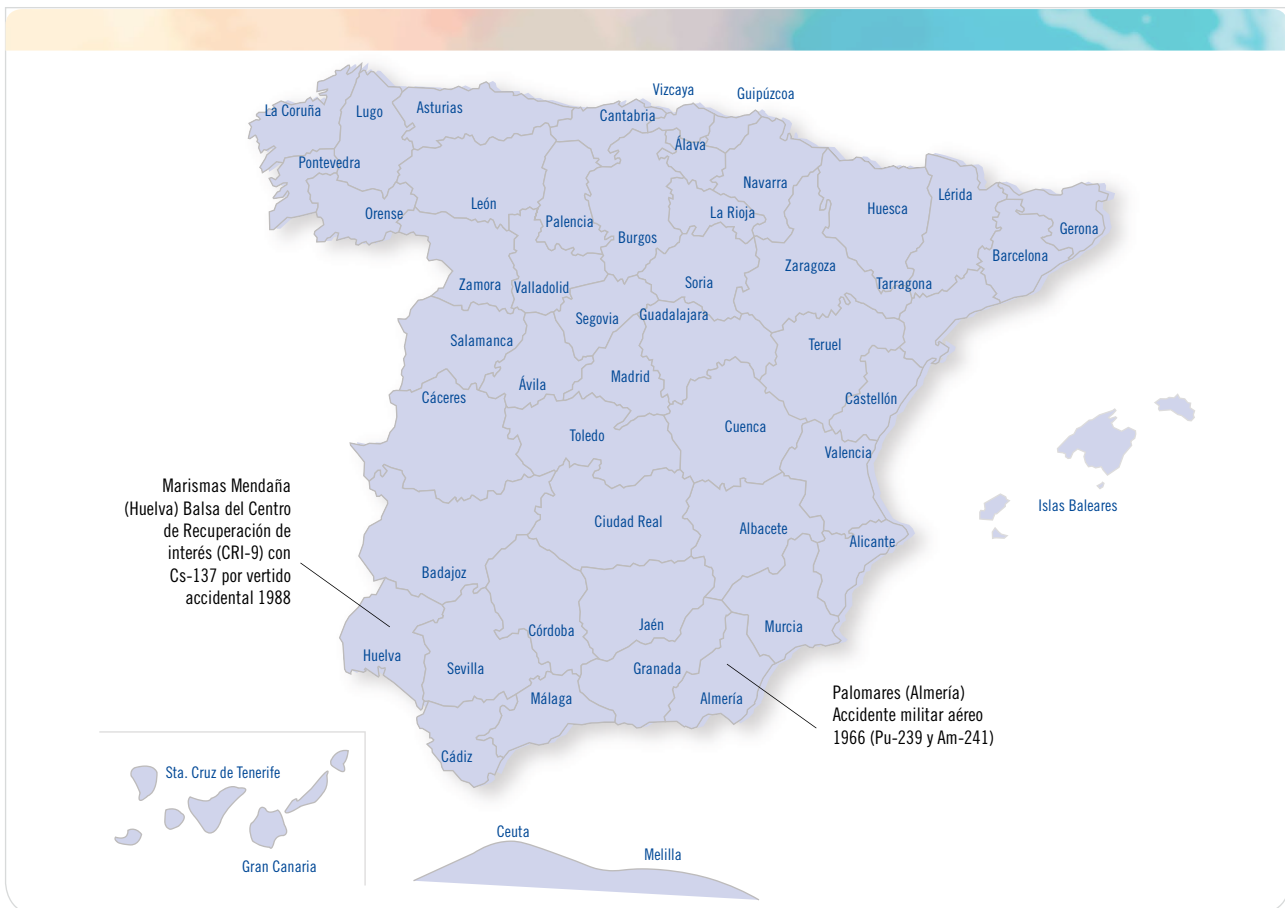 Vizcaya
Guipúzcoa
La Coruña
Lugo
Asturias
Cantabria
Álava
Pontevedra
Navarra
Orense
León
Palencia
Burgos
La Rioja
Huesca
Lérida
Gerona
Barcelona
Zamora
Valladolid
Soria
Zaragoza
Tarragona
Segovia
Guadalajara
Salamanca
Teruel
Ávila
Madrid
Cáceres
Castellón
Toledo
Cuenca
Valencia
Marismas Mendaña
(Huelva) Balsa del Centro
de Recuperación de
interés (CRI-9) con
Cs-137 por vertido
accidental 1988
Islas Baleares
Ciudad Real
Albacete
Alicante
Badajoz
Córdoba
Jaén
Murcia
Huelva
Sevilla
Granada
Málaga
Almería
Palomares (Almería)
Accidente militar aéreo
1966 (Pu-239 y Am-241)
Cádiz
Sta. Cruz de Tenerife
Gran Canaria
Ceuta
Melilla